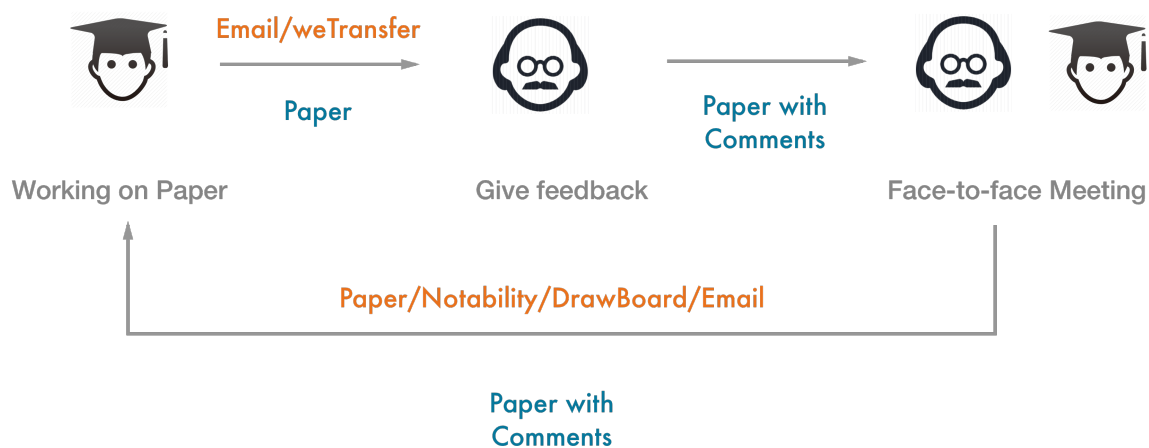 Email/weTransfer
Paper
Paper with
Comments
Working on Paper
Give feedback
Face-to-face Meeting
Paper/Notability/DrawBoard/Email
Paper with
Comments